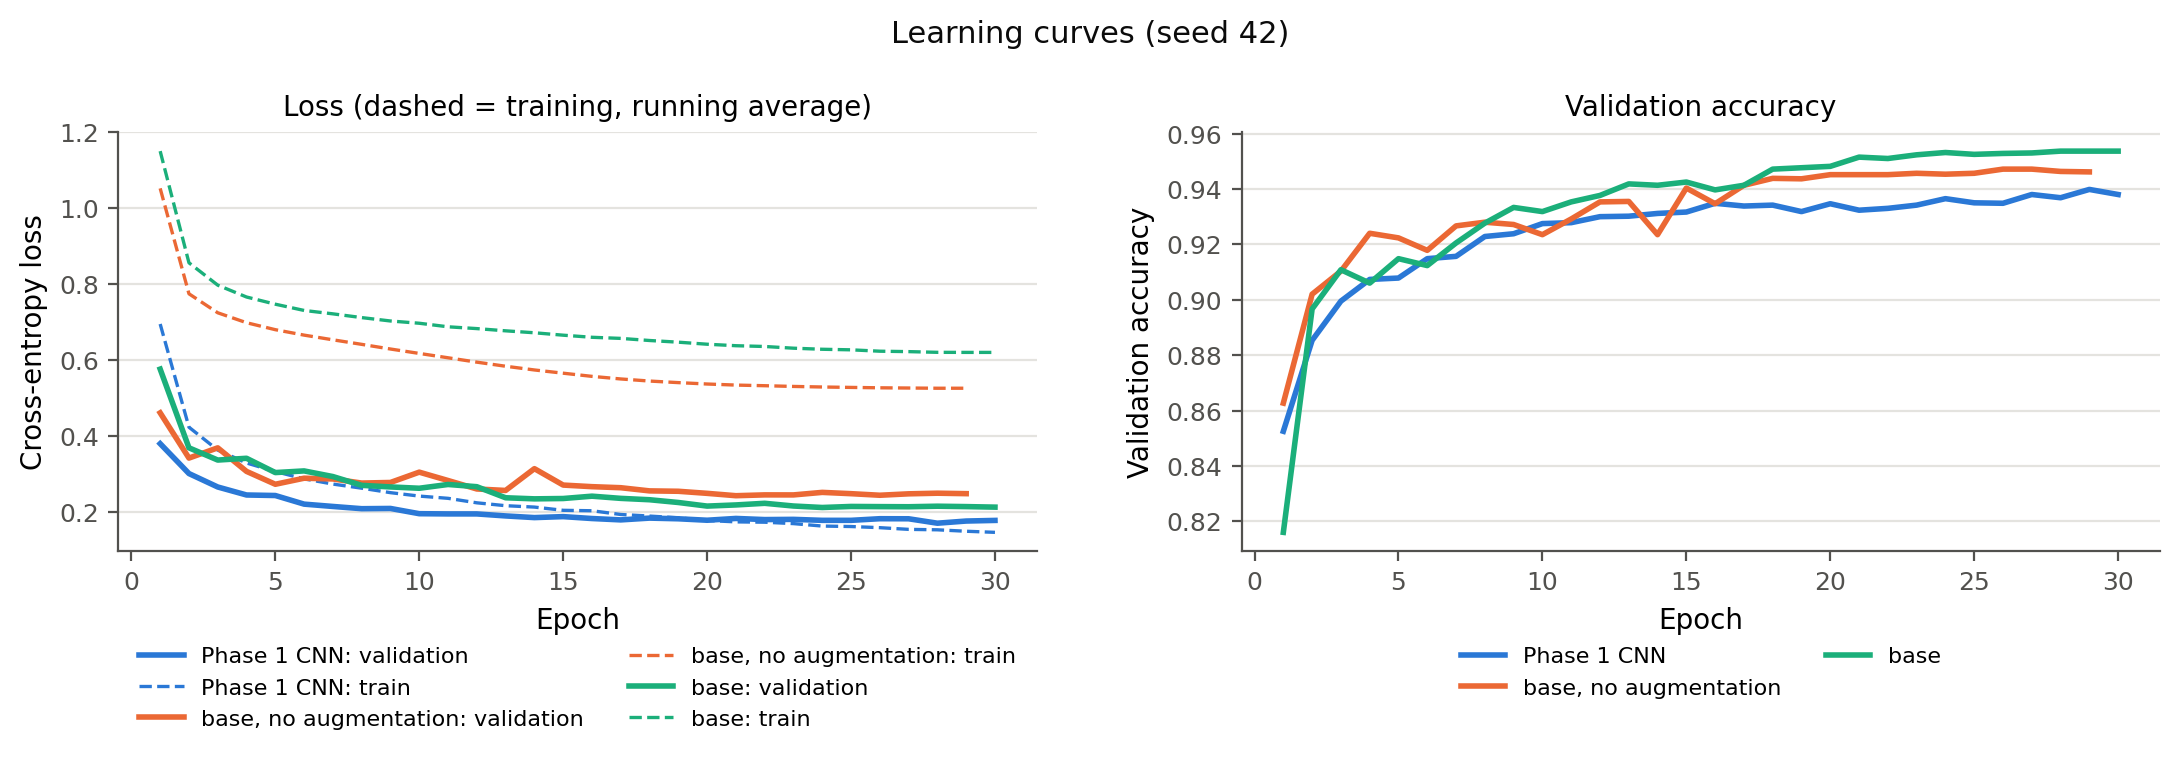 Learning curves (seed 42)
Loss (dashed = training, running average)
1.2
1.0
0.8
0.6
0.4
0.2
Cross-entropy loss
0
5
10
15
20
25
30
Epoch
Phase 1 CNN: validation
Phase 1 CNN: train
base, no augmentation: validation
base, no augmentation: train
base: validation
base: train
Validation accuracy
0.96
0.94
0.92
0.90
0.88
0.86
0.84
0.82
Validation accuracy
0
5
10
15
20
25
30
Epoch
Phase 1 CNN
base, no augmentation
base